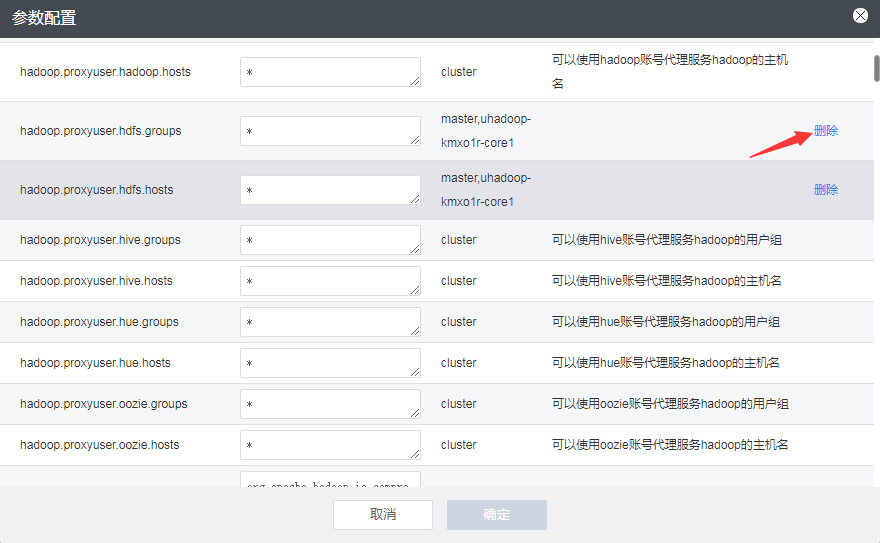 参数配置
hadoop.proxyuser.hadoop.hosts * cluster 可以使用hadoop账号代理服务hadoop的主机
名
hadoop.proxyuser.hdfs.groups * master,uhadoop-
kmxo1r-core1 删除
hadoop.proxyuser.hdfs.hosts * master,uhadoop-
kmxo1r-core1 删除
hadoop.proxyuser.hive.groups * cluster 可以使用hive账号代理服务hadoop的用户组
hadoop.proxyuser.hive.hosts * cluster 可以使用hive账号代理服务hadoop的主机名
hadoop.proxyuser.hue.groups * cluster 可以使用hue账号代理服务hadoop的用户组
hadoop.proxyuser.hue.hosts * cluster 可以使用hue账号代理服务hadoop的主机名
hadoop.proxyuser.oozie.groups * cluster 可以使用oozie账号代理服务hadoop的用户组
hadoop.proxyuser.oozie.hosts * cluster 可以使用oozie账号代理服务hadoop的主机名
org.apache.hadoop.io.compre
取消 确定